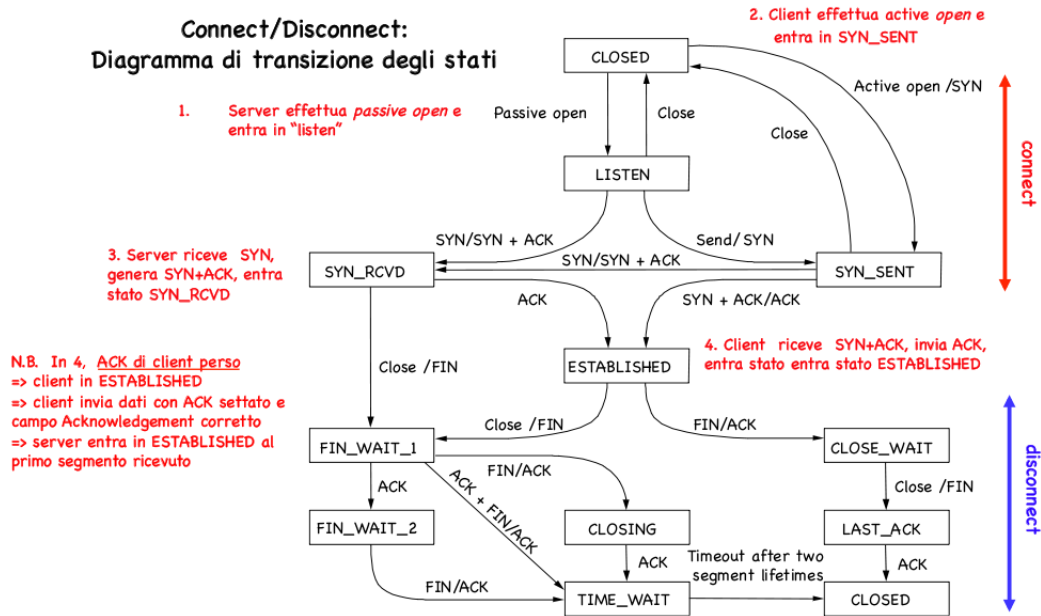 Connect/Disconnect:
Diagramma di transizione degli stati
2. Client effettua active open e
entra in SYN_SENT
CLOSED
Active open /SYN
1. Server effettua passive open e
entra in "listen"
Passive open
Close
Close
connect
LISTEN
SYN/SYN + ACK
Send/ SYN
3. Server riceve SYN,
genera SYN+ACK, entra
stato SYN_RCVD
SYN_RCVD
SYN/SYN + ACK
SYN_SENT
ACK
SYN + ACK/ACK
N.B. In 4, ACK di client perso
=> client in ESTABLISHED
=> client invia dati con ACK settato e
campo Acknowledgement corretto
=> server entra in ESTABLISHED al
primo segmento ricevuto
Close /FIN
ESTABLISHED
4. Client riceve SYN+ACK, invia ACK,
entra stato entra stato ESTABLISHED
Close /FIN
FIN/ACK
FIN_WAIT_1
FIN/ACK
CLOSE_WAIT
disconnect
ACK
ACK + FIN/ACK
Close /FIN
FIN_WAIT_2
CLOSING
LAST_ACK
FIN/ACK
ACK
Timeout after two
segment lifetimes
ACK
TIME_WAIT
CLOSED